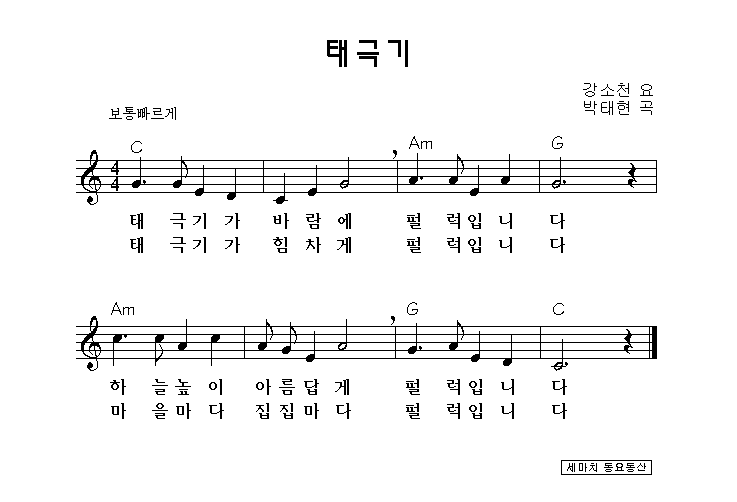 태극기
강소천 요
박태현 곡
보통빠르게
C Am G
4
4
태 극기 가 바 람 에 펄 럭입 니 다
태 극기 가 힘 차 게 펄 럭입 니 다
Am G C
하 늘높 이 아름답 게 펄 럭입 니 다
마 을마 다 집집마 다 펄 럭입 니 다
세마치 동요동산